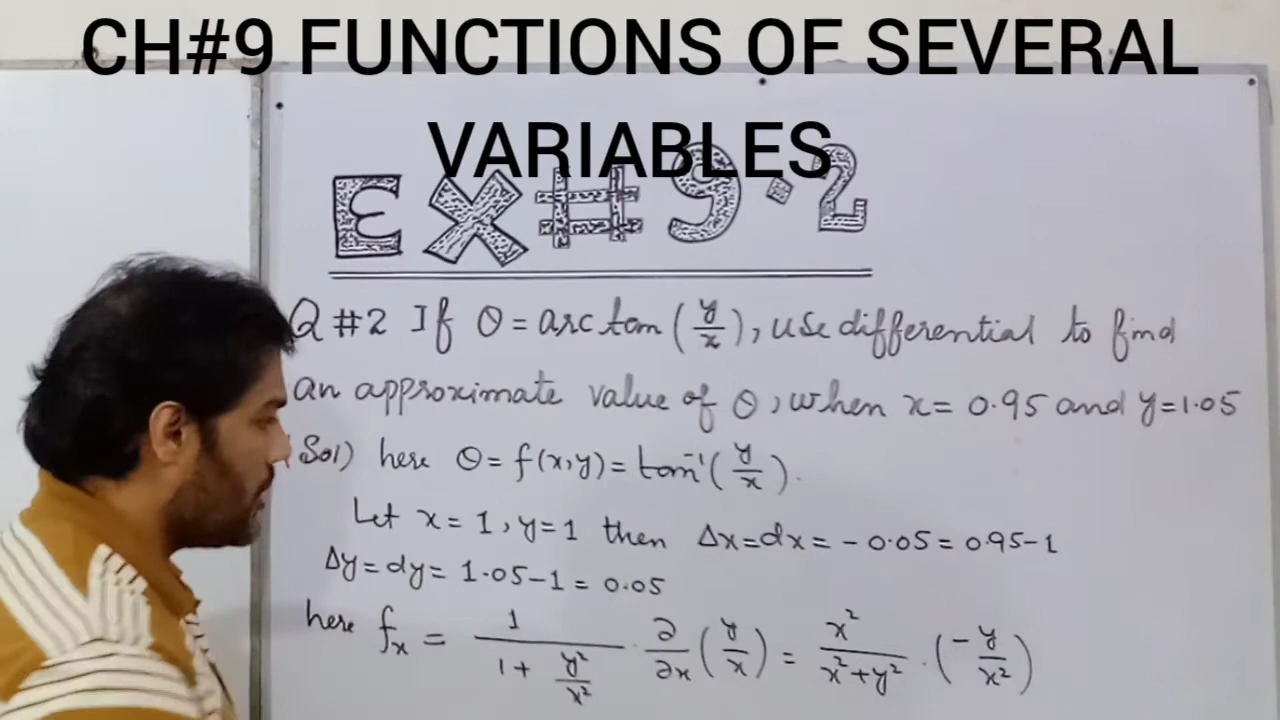 CH#9 FUNCTIONS OF SEVERAL
VARIABLES
EX#9.2
Q#2 If θ = arctan(y/x), use differential to find
an approximate value of θ, when x = 0.95 and y = 1.05
Sol) here θ = f(x,y) = tan⁻¹(y/x).
Let x = 1, y = 1 then Δx = dx = -0.05 = 0.95-1
Δy = dy = 1.05-1 = 0.05
here fₓ = 1/(1 + y²/x²) · ∂/∂x (y/x) = x²/(x²+y²) · (-y/x²)